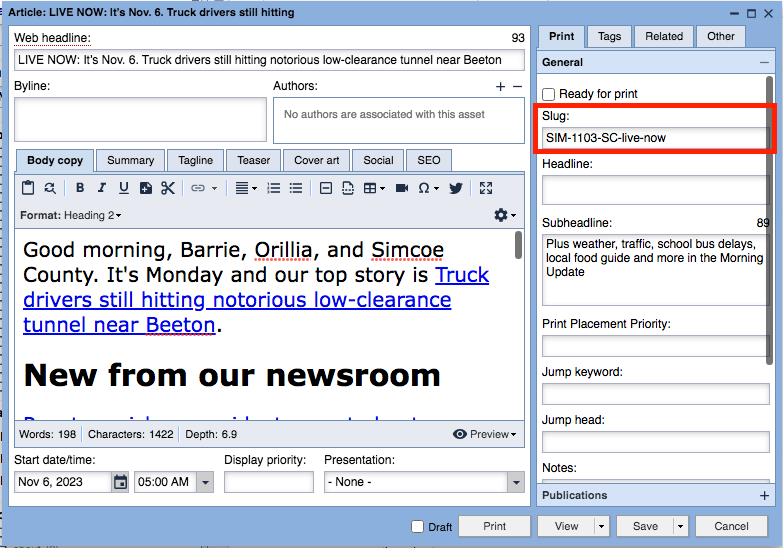 Article: LIVE NOW: It's Nov. 6. Truck drivers still hitting
Web headline:
93
LIVE NOW: It's Nov. 6. Truck drivers still hitting notorious low-clearance tunnel near Beeton
Byline:
Authors:
No authors are associated with this asset
Body copy
Summary
Tagline
Teaser
Cover art
Social
SEO
Format: Heading 2
Good morning, Barrie, Orillia, and Simcoe
County. It's Monday and our top story is Truck
drivers still hitting notorious low-clearance
tunnel near Beeton.
New from our newsroom
Words: 198
Characters: 1422
Depth: 6.9
Preview
Start date/time:
Display priority:
Presentation:
Nov 6, 2023
05:00 AM
- None -
Print
Tags
Related
Other
General
Ready for print
Slug:
SIM-1103-SC-live-now
Headline:
Subheadline:
89
Plus weather, traffic, school bus delays,
local food guide and more in the Morning
Update
Print Placement Priority:
Jump keyword:
Jump head:
Notes:
Publications
Draft
Print
View
Save
Cancel